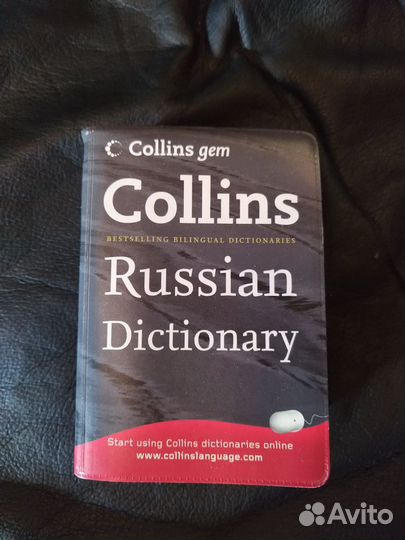 Collins gem
Collins
BESTSELLING BILINGUAL DICTIONARIES
Russian
Dictionary
Start using Collins dictionaries online
www.collinslanguage.com
Avito